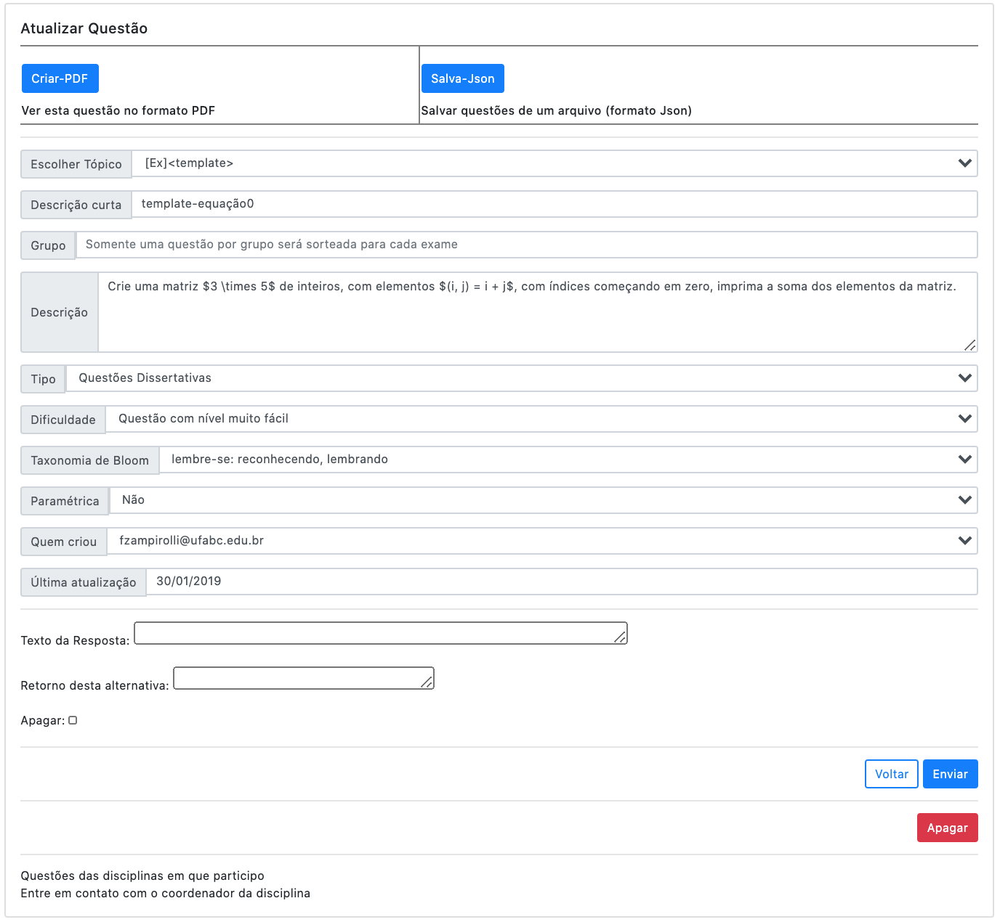 Atualizar Questão
Criar-PDF
Ver esta questão no formato PDF
Salva-Json
Salvar questões de um arquivo (formato Json)
Escolher Tópico
[Ex]<template>
Descrição curta
template-equação0
Grupo
Somente uma questão por grupo será sorteada para cada exame
Descrição
Crie uma matriz $3 \times 5$ de inteiros, com elementos $(i, j) = i + j$, com índices começando em zero, imprima a soma dos elementos da matriz.
Tipo
Questões Dissertativas
Dificuldade
Questão com nível muito fácil
Taxonomia de Bloom
lembre-se: reconhecendo, lembrando
Paramétrica
Não
Quem criou
fzampirolli@ufabc.edu.br
Última atualização
30/01/2019
Texto da Resposta:
Retorno desta alternativa:
Apagar:
Voltar
Enviar
Apagar
Questões das disciplinas em que participo
Entre em contato com o coordenador da disciplina